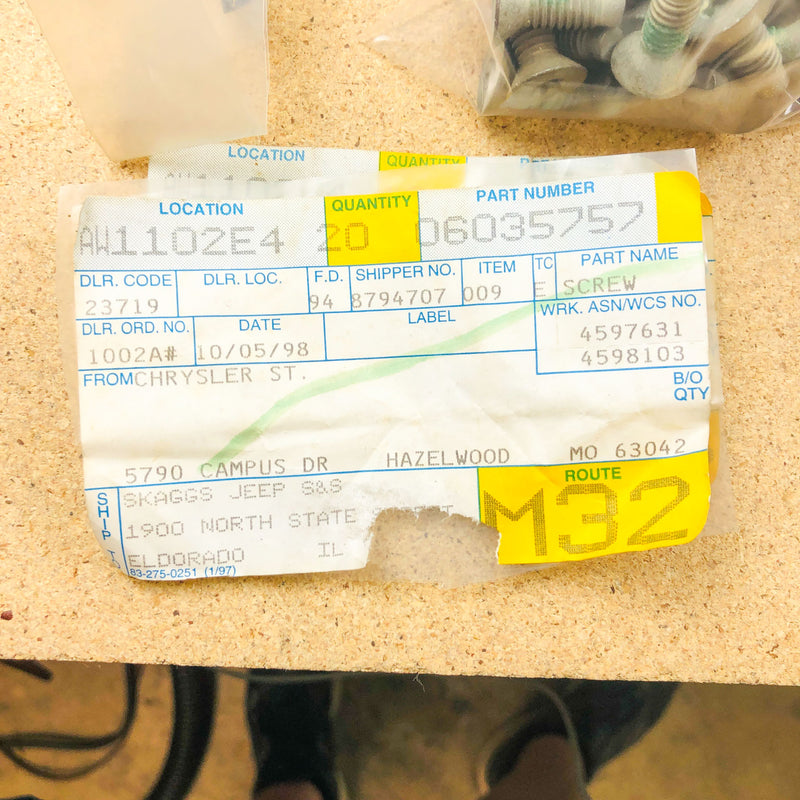 LOCATION QUANTITY
LOCATION QUANTITY PART NUMBER
AW1102E4 20 06035757
DLR. CODE DLR. LOC. F.D. SHIPPER NO. ITEM TC PART NAME
23719 94 8794707 009 E SCREW
DLR. ORD. NO. DATE LABEL WRK. ASN/WCS NO.
1002A# 10/05/98 4597631
4598103
FROM CHRYSLER ST. B/O
QTY
5790 CAMPUS DR HAZELWOOD MO 63042
SHIP TO SKAGGS JEEP S&S ROUTE
1900 NORTH STATE M32
ELDORADO IL
83-275-0251 (1/97)